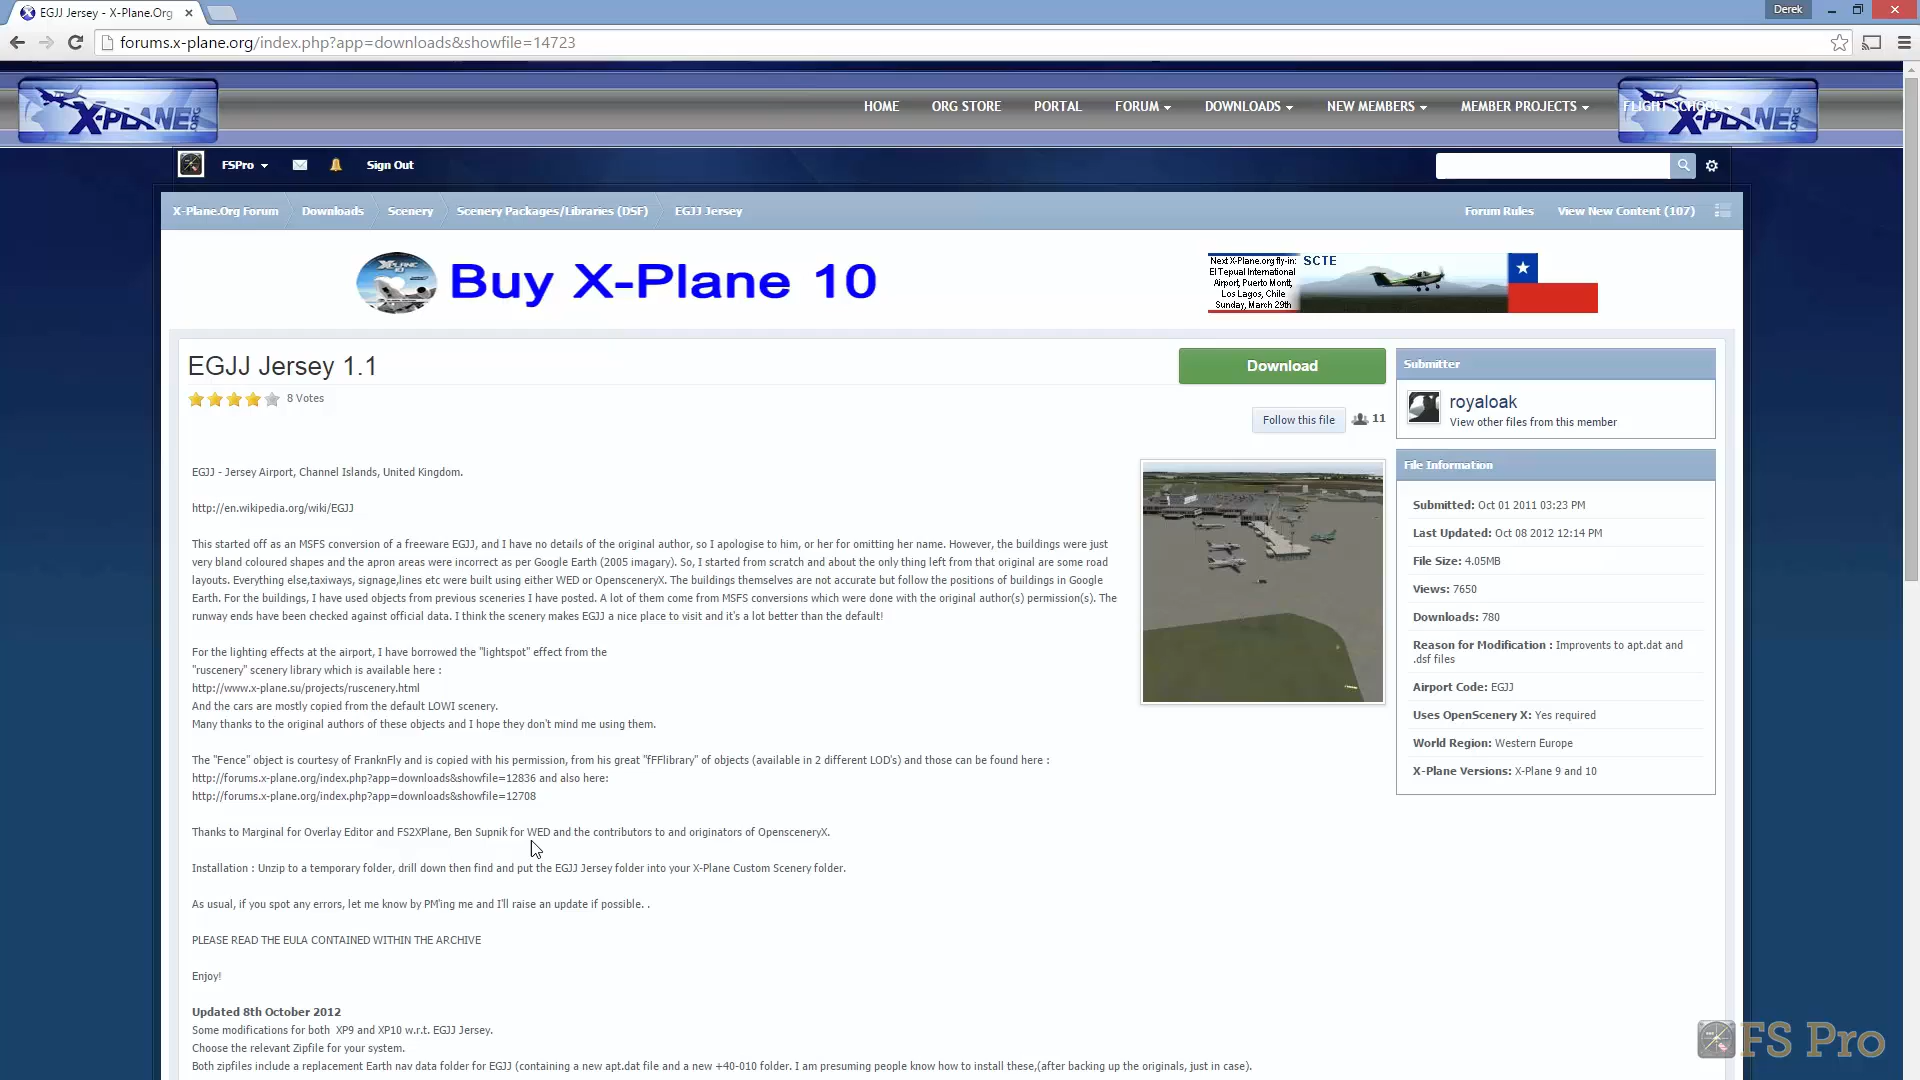 EGJJ Jersey - X-Plane.Org
Derek
forums.x-plane.org/index.php?app=downloads&showfile=14723
X-PLANE.ORG
HOME ORG STORE PORTAL FORUM DOWNLOADS NEW MEMBERS MEMBER PROJECTS FLIGHT SCHOOL
X-PLANE.ORG
FSPro Sign Out
X-Plane.Org Forum Downloads Scenery Scenery Packages/Libraries (DSF) EGJJ Jersey Forum Rules View New Content (107)
Buy X-Plane 10
Next X-Plane.org fly-in:
El Tepual International
Airport, Puerto Montt,
Los Lagos, Chile
Sunday, March 29th
SCTE
EGJJ Jersey 1.1
Download
8 Votes
Follow this file 11
Submitter
royaloak
View other files from this member
EGJJ - Jersey Airport, Channel Islands, United Kingdom.
http://en.wikipedia.org/wiki/EGJJ
This started off as an MSFS conversion of a freeware EGJJ, and I have no details of the original author, so I apologise to him, or her for omitting her name. However, the buildings were just
very bland coloured shapes and the apron areas were incorrect as per Google Earth (2005 imagary). So, I started from scratch and about the only thing left from that original are some road
layouts. Everything else,taxiways, signage,lines etc were built using either WED or OpensceneryX. The buildings themselves are not accurate but follow the positions of buildings in Google
Earth. For the buildings, I have used objects from previous sceneries I have posted. A lot of them come from MSFS conversions which were done with the original author(s) permission(s). The
runway ends have been checked against official data. I think the scenery makes EGJJ a nice place to visit and it's a lot better than the default!
For the lighting effects at the airport, I have borrowed the "lightspot" effect from the
"ruscenery" scenery library which is available here :
http://www.x-plane.su/projects/ruscenery.html
And the cars are mostly copied from the default LOWI scenery.
Many thanks to the original authors of these objects and I hope they don't mind me using them.
The "Fence" object is courtesy of FranknFly and is copied with his permission, from his great "fFFlibrary" of objects (available in 2 different LOD's) and those can be found here :
http://forums.x-plane.org/index.php?app=downloads&showfile=12836 and also here:
http://forums.x-plane.org/index.php?app=downloads&showfile=12708
Thanks to Marginal for Overlay Editor and FS2XPlane, Ben Supnik for WED and the contributors to and originators of OpensceneryX.
Installation : Unzip to a temporary folder, drill down then find and put the EGJJ Jersey folder into your X-Plane Custom Scenery folder.
As usual, if you spot any errors, let me know by PM'ing me and I'll raise an update if possible. .
PLEASE READ THE EULA CONTAINED WITHIN THE ARCHIVE
Enjoy!
Updated 8th October 2012
Some modifications for both XP9 and XP10 w.r.t. EGJJ Jersey.
Choose the relevant Zipfile for your system.
Both zipfiles include a replacement Earth nav data folder for EGJJ (containing a new apt.dat file and a new +40-010 folder. I am presuming people know how to install these,(after backing up the originals, just in case).
File Information
Submitted: Oct 01 2011 03:23 PM
Last Updated: Oct 08 2012 12:14 PM
File Size: 4.05MB
Views: 7650
Downloads: 780
Reason for Modification : Improvents to apt.dat and
.dsf files
Airport Code: EGJJ
Uses OpenScenery X: Yes required
World Region: Western Europe
X-Plane Versions: X-Plane 9 and 10
FS Pro